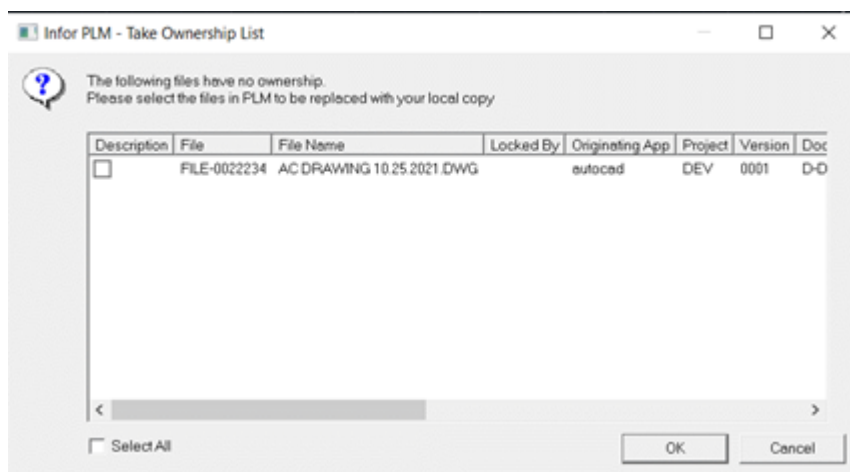 Infor PLM - Take Ownership List
The following files have no ownership.
Please select the files in PLM to be replaced with your local copy
Description File File Name Locked By Originating App Project Version Doc
FILE-0022234 AC DRAWING 10.25.2021.DWG autocad DEV 0001 D-D
Select All OK Cancel